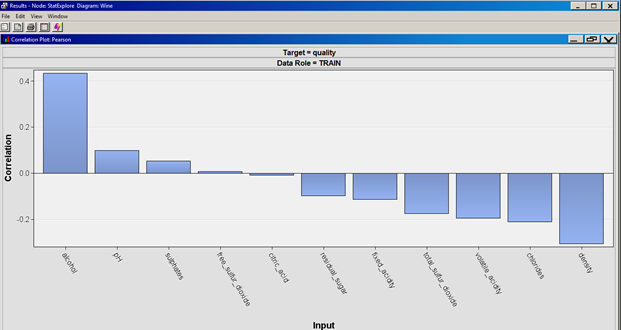 Results - Node: StatExplore Diagram: Wine
File Edit View Window
Correlation Plot: Pearson
Target = quality
Data Role = TRAIN
Correlation
0.4
0.2
0.0
-0.2
alcohol
pH
sulphates
free_sulfur_dioxide
citric_acid
residual_sugar
fixed_acidity
total_sulfur_dioxide
volatile_acidity
chlorides
density
Input